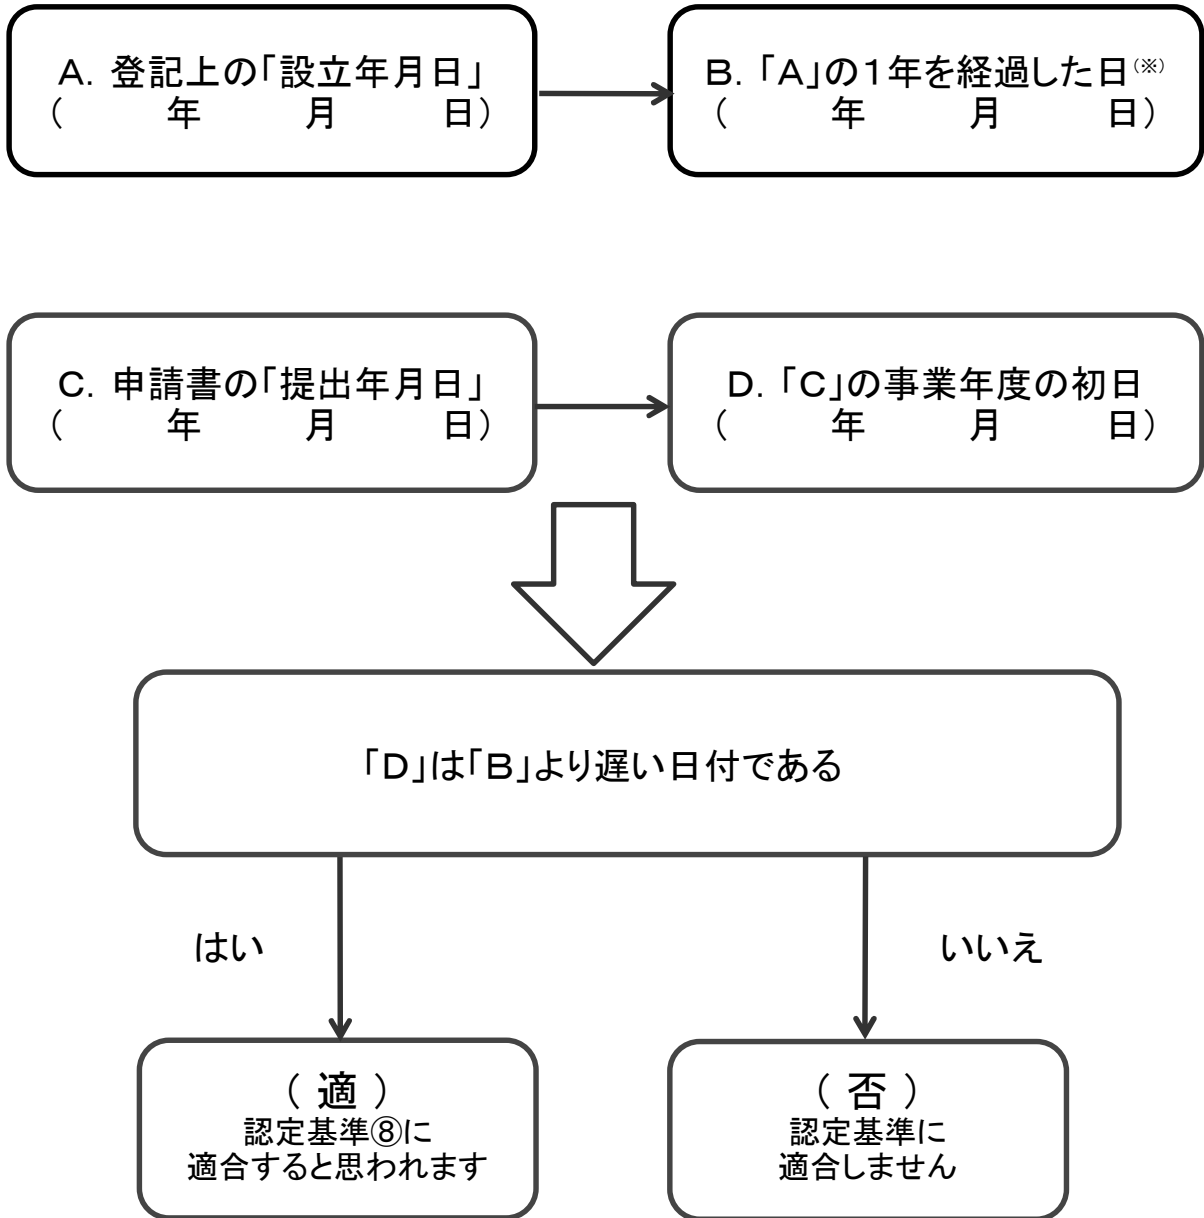 A. 登記上の「設立年月日」
(　　　年　　　月　　　日)
B. 「A」の１年を経過した日(※)
(　　　年　　　月　　　日)
C. 申請書の「提出年月日」
(　　　年　　　月　　　日)
D. 「C」の事業年度の初日
(　　　年　　　月　　　日)
「D」は「B」より遅い日付である
はい
いいえ
( 適 )
認定基準⑧に
適合すると思われます
( 否 )
認定基準に
適合しません